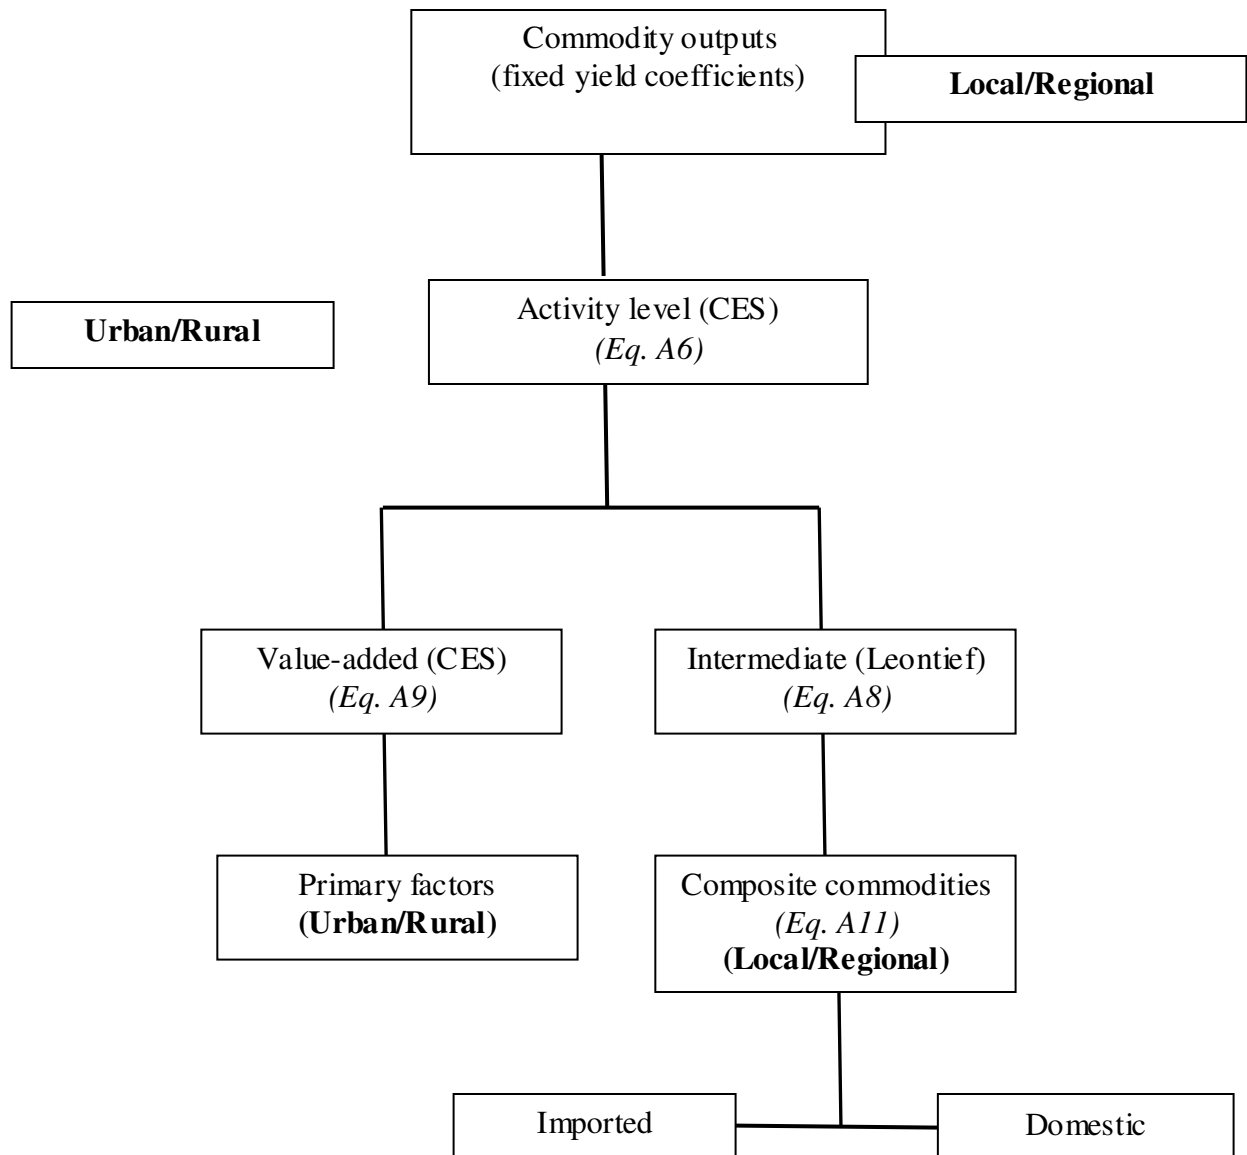 Commodity outputs
(fixed yield coefficients)
Local/Regional
Urban/Rural
Activity level (CES)
(Eq. A6)
Value-added (CES)
(Eq. A9)
Intermediate (Leontief)
(Eq. A8)
Primary factors
(Urban/Rural)
Composite commodities
(Eq. A11)
(Local/Regional)
Imported
Domestic